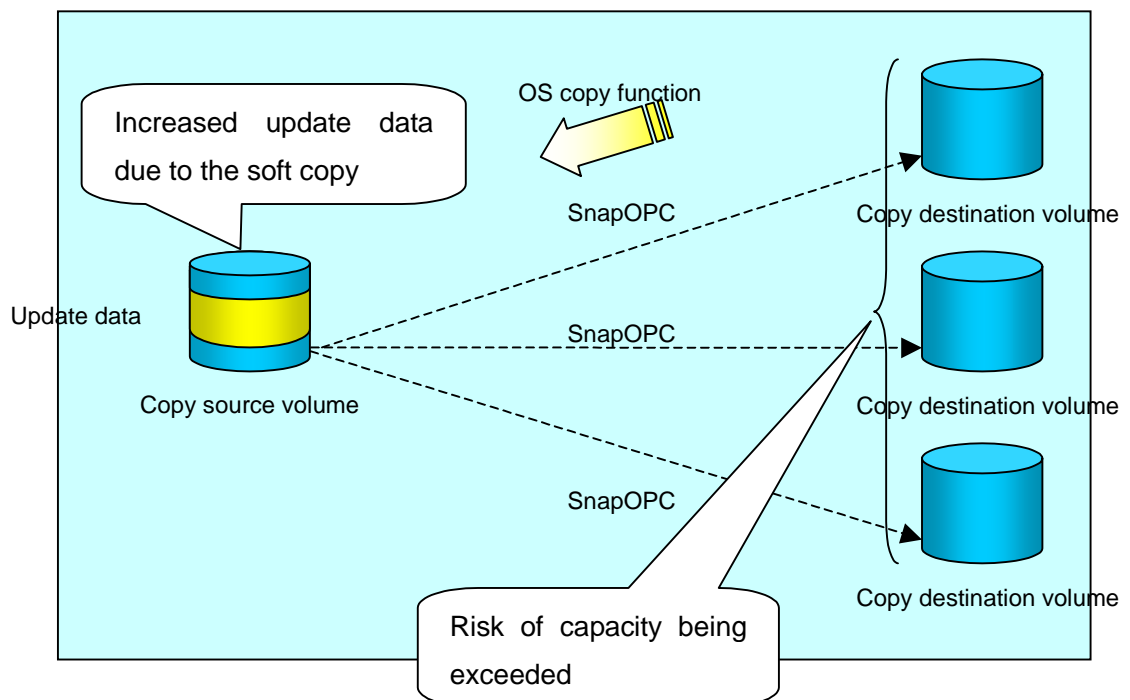 OS copy function
Increased update data
due to the soft copy
SnapOPC
Copy destination volume
Update data
SnapOPC
Copy source volume
Copy destination volume
SnapOPC
Copy destination volume
Risk of capacity being
exceeded